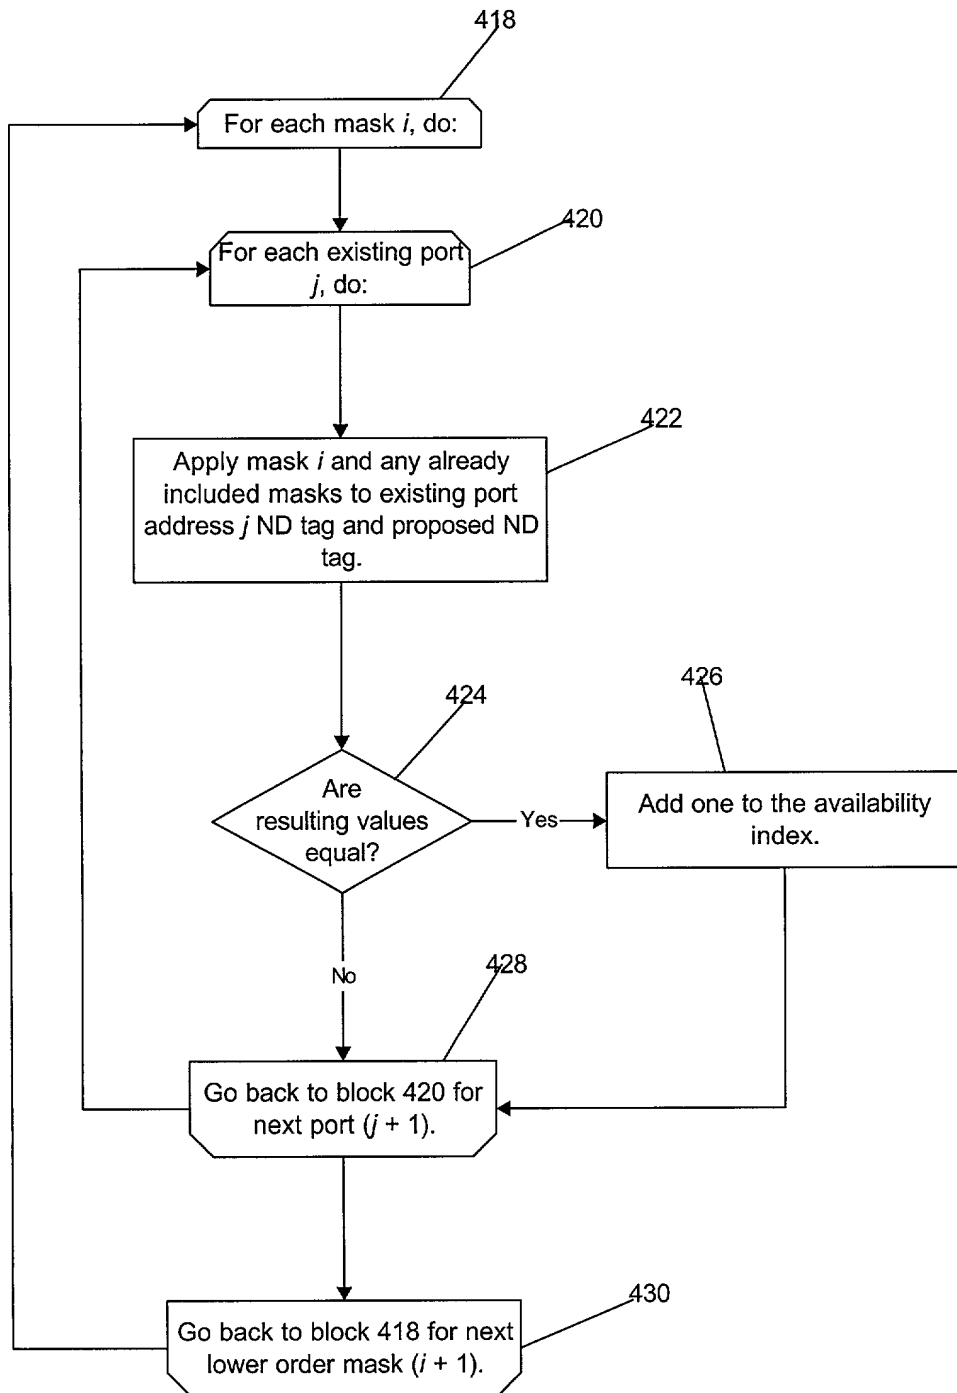 418
For each mask i, do:
420
For each existing port
j, do:
422
Apply mask i and any already
included masks to existing port
address j ND tag and proposed ND
tag.
424
Are
resulting values
equal?
Yes
426
Add one to the availability
index.
No
428
Go back to block 420 for
next port (j + 1).
430
Go back to block 418 for next
lower order mask (i + 1).